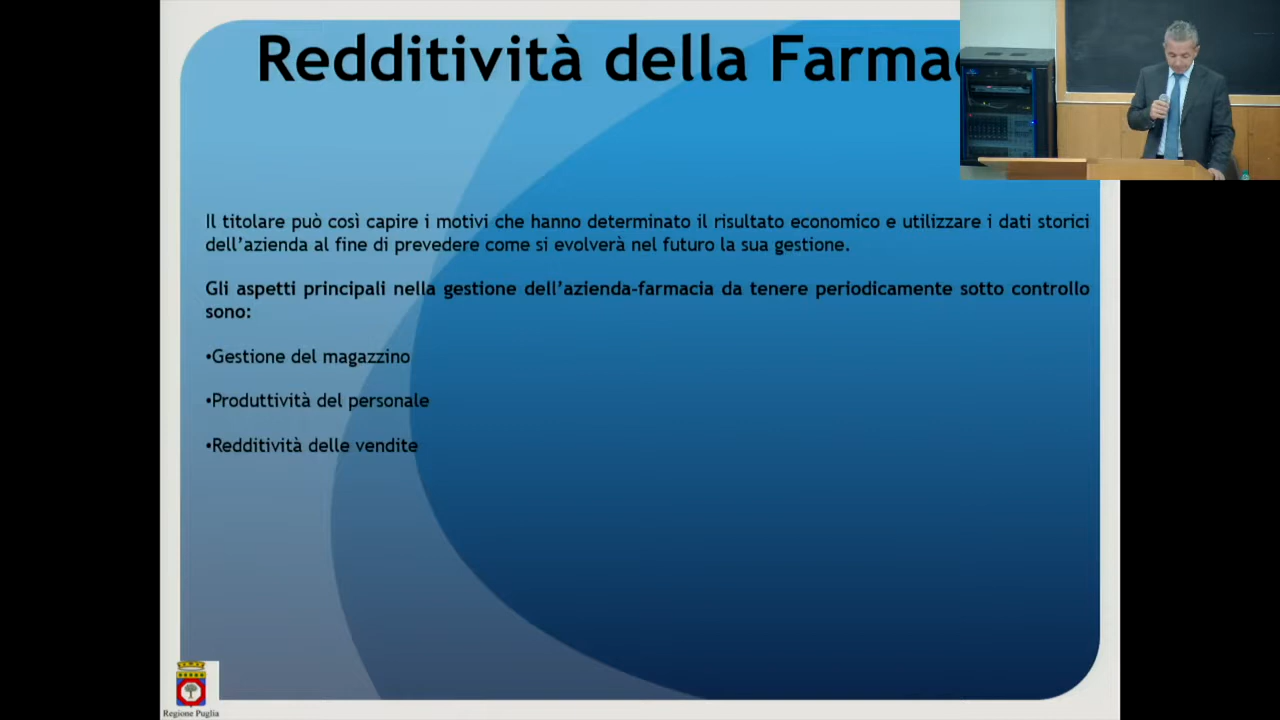 Redditività della Farmac
Il titolare può così capire i motivi che hanno determinato il risultato economico e utilizzare i dati storici
dell’azienda al fine di prevedere come si evolverà nel futuro la sua gestione.
Gli aspetti principali nella gestione dell’azienda-farmacia da tenere periodicamente sotto controllo
sono:
•Gestione del magazzino
•Produttività del personale
•Redditività delle vendite
Regione Puglia